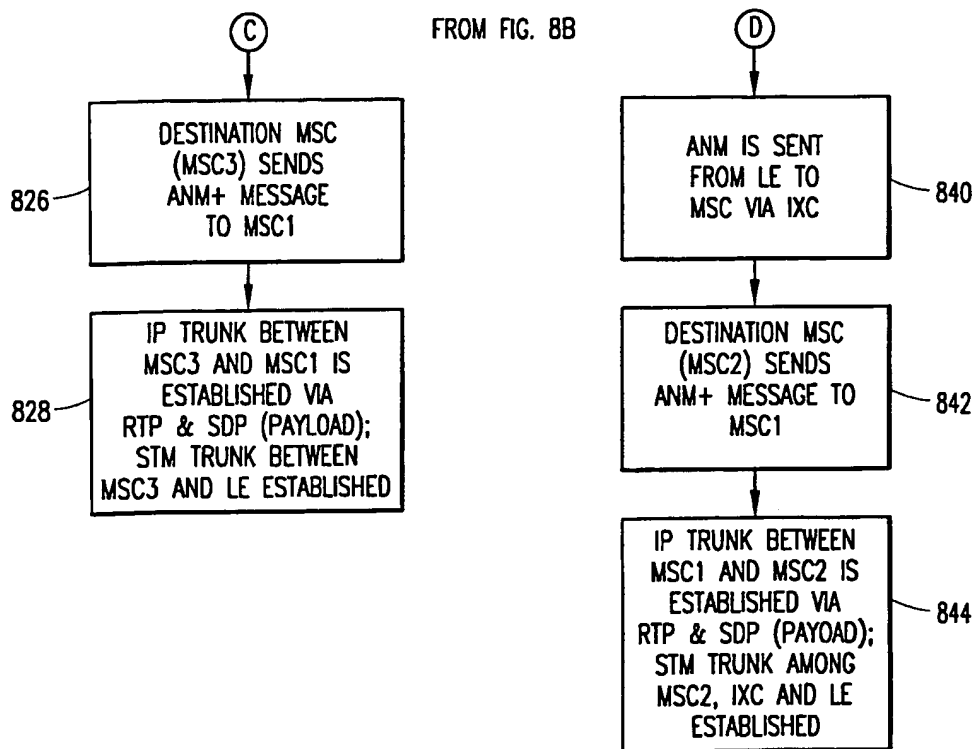 C
FROM FIG. 8B
D
DESTINATION MSC
(MSC3) SENDS
ANM+ MESSAGE
TO MSC1
826
IP TRUNK BETWEEN
MSC3 AND MSC1 IS
ESTABLISHED VIA
RTP & SDP (PAYLOAD);
STM TRUNK BETWEEN
MSC3 AND LE ESTABLISHED
828
ANM IS SENT
FROM LE TO
MSC VIA IXC
840
DESTINATION MSC
(MSC2) SENDS
ANM+ MESSAGE TO
MSC1
842
IP TRUNK BETWEEN
MSC1 AND MSC2 IS
ESTABLISHED VIA
RTP & SDP (PAYOAD);
STM TRUNK AMONG
MSC2, IXC AND LE
ESTABLISHED
844